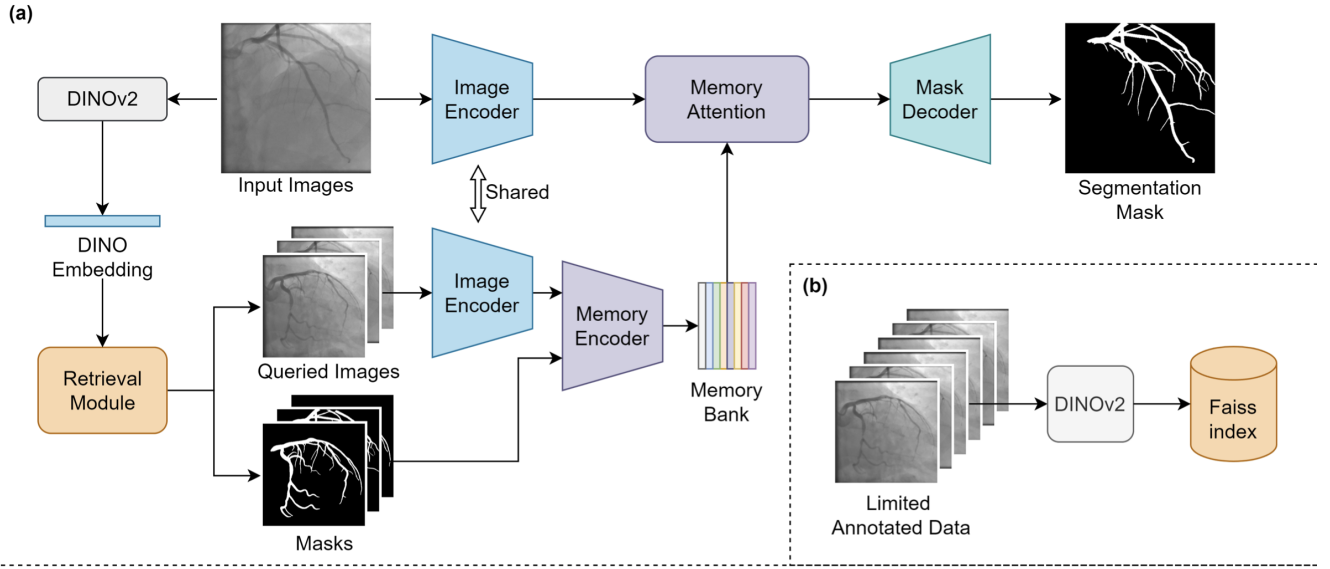 (a)
DINOv2
Input Images
Image
Encoder
Memory
Attention
Mask
Decoder
Segmentation
Mask
Shared
DINO
Embedding
Retrieval
Module
Queried Images
Image
Encoder
Memory
Encoder
Memory
Bank
Masks
(b)
Limited
Annotated Data
DINOv2
Faiss
index